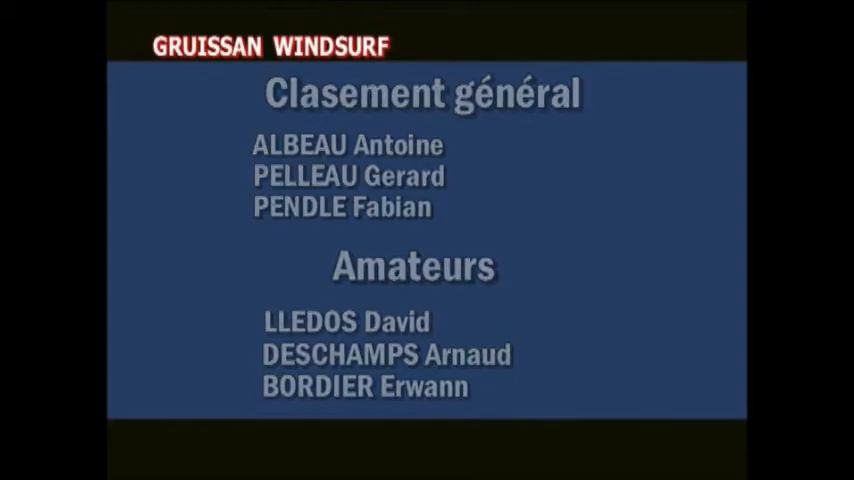 GRUISSAN WINDSURF
Clasement général
ALBEAU Antoine
PELLEAU Gerard
PENDLE Fabian
Amateurs
LLEDOS David
DESCHAMPS Arnaud
BORDIER Erwann